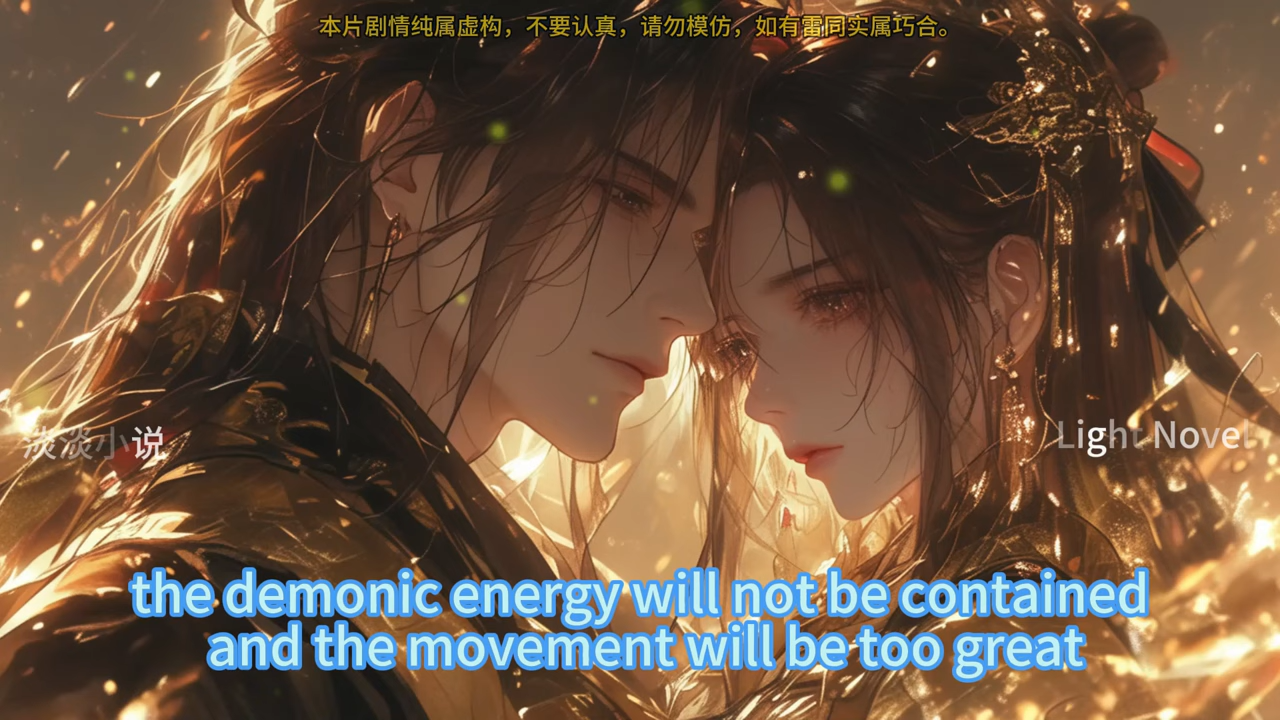 本片剧情纯属虚构，不要认真，请勿模仿，如有雷同实属巧合。
淡淡小说
Light Novel
the demonic energy will not be contained
and the movement will be too great